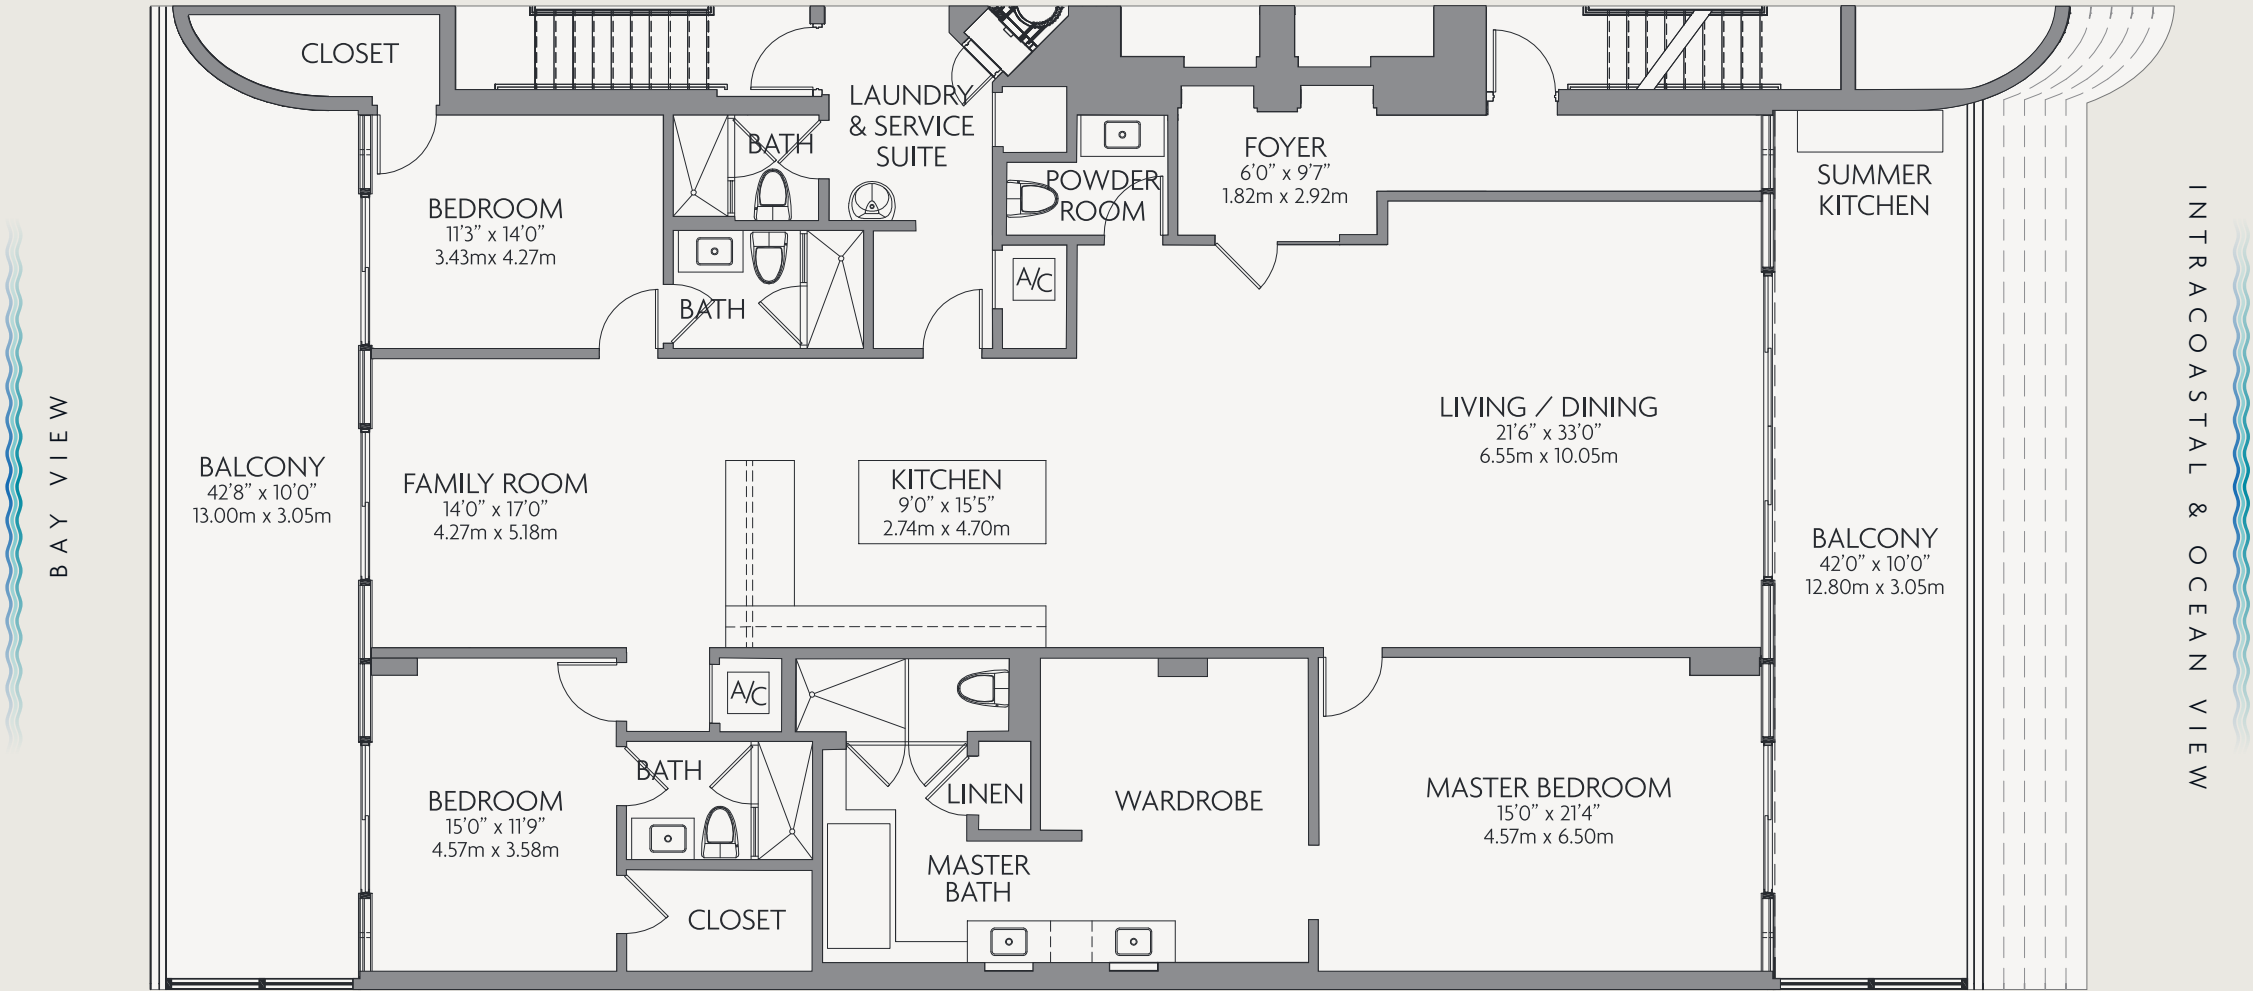 CLOSET
LAUNDRY
& SERVICE
SUITE
BATH
FOYER
6'0" x 9'7"
1.82m x 2.92m
POWDER
ROOM
SUMMER
KITCHEN
BEDROOM
11'3" x 14'0"
3.43mx 4.27m
BATH
A/C
BAY VIEW
BALCONY
42'8" x 10'0"
13.00m x 3.05m
FAMILY ROOM
14'0" x 17'0"
4.27m x 5.18m
KITCHEN
9'0" x 15'5"
2.74m x 4.70m
LIVING / DINING
21'6" x 33'0"
6.55m x 10.05m
BALCONY
42'0" x 10'0"
12.80m x 3.05m
INTRACOASTAL & OCEAN VIEW
A/C
BATH
BEDROOM
15'0" x 11'9"
4.57m x 3.58m
LINEN
WARDROBE
MASTER BEDROOM
15'0" x 21'4"
4.57m x 6.50m
MASTER
BATH
CLOSET